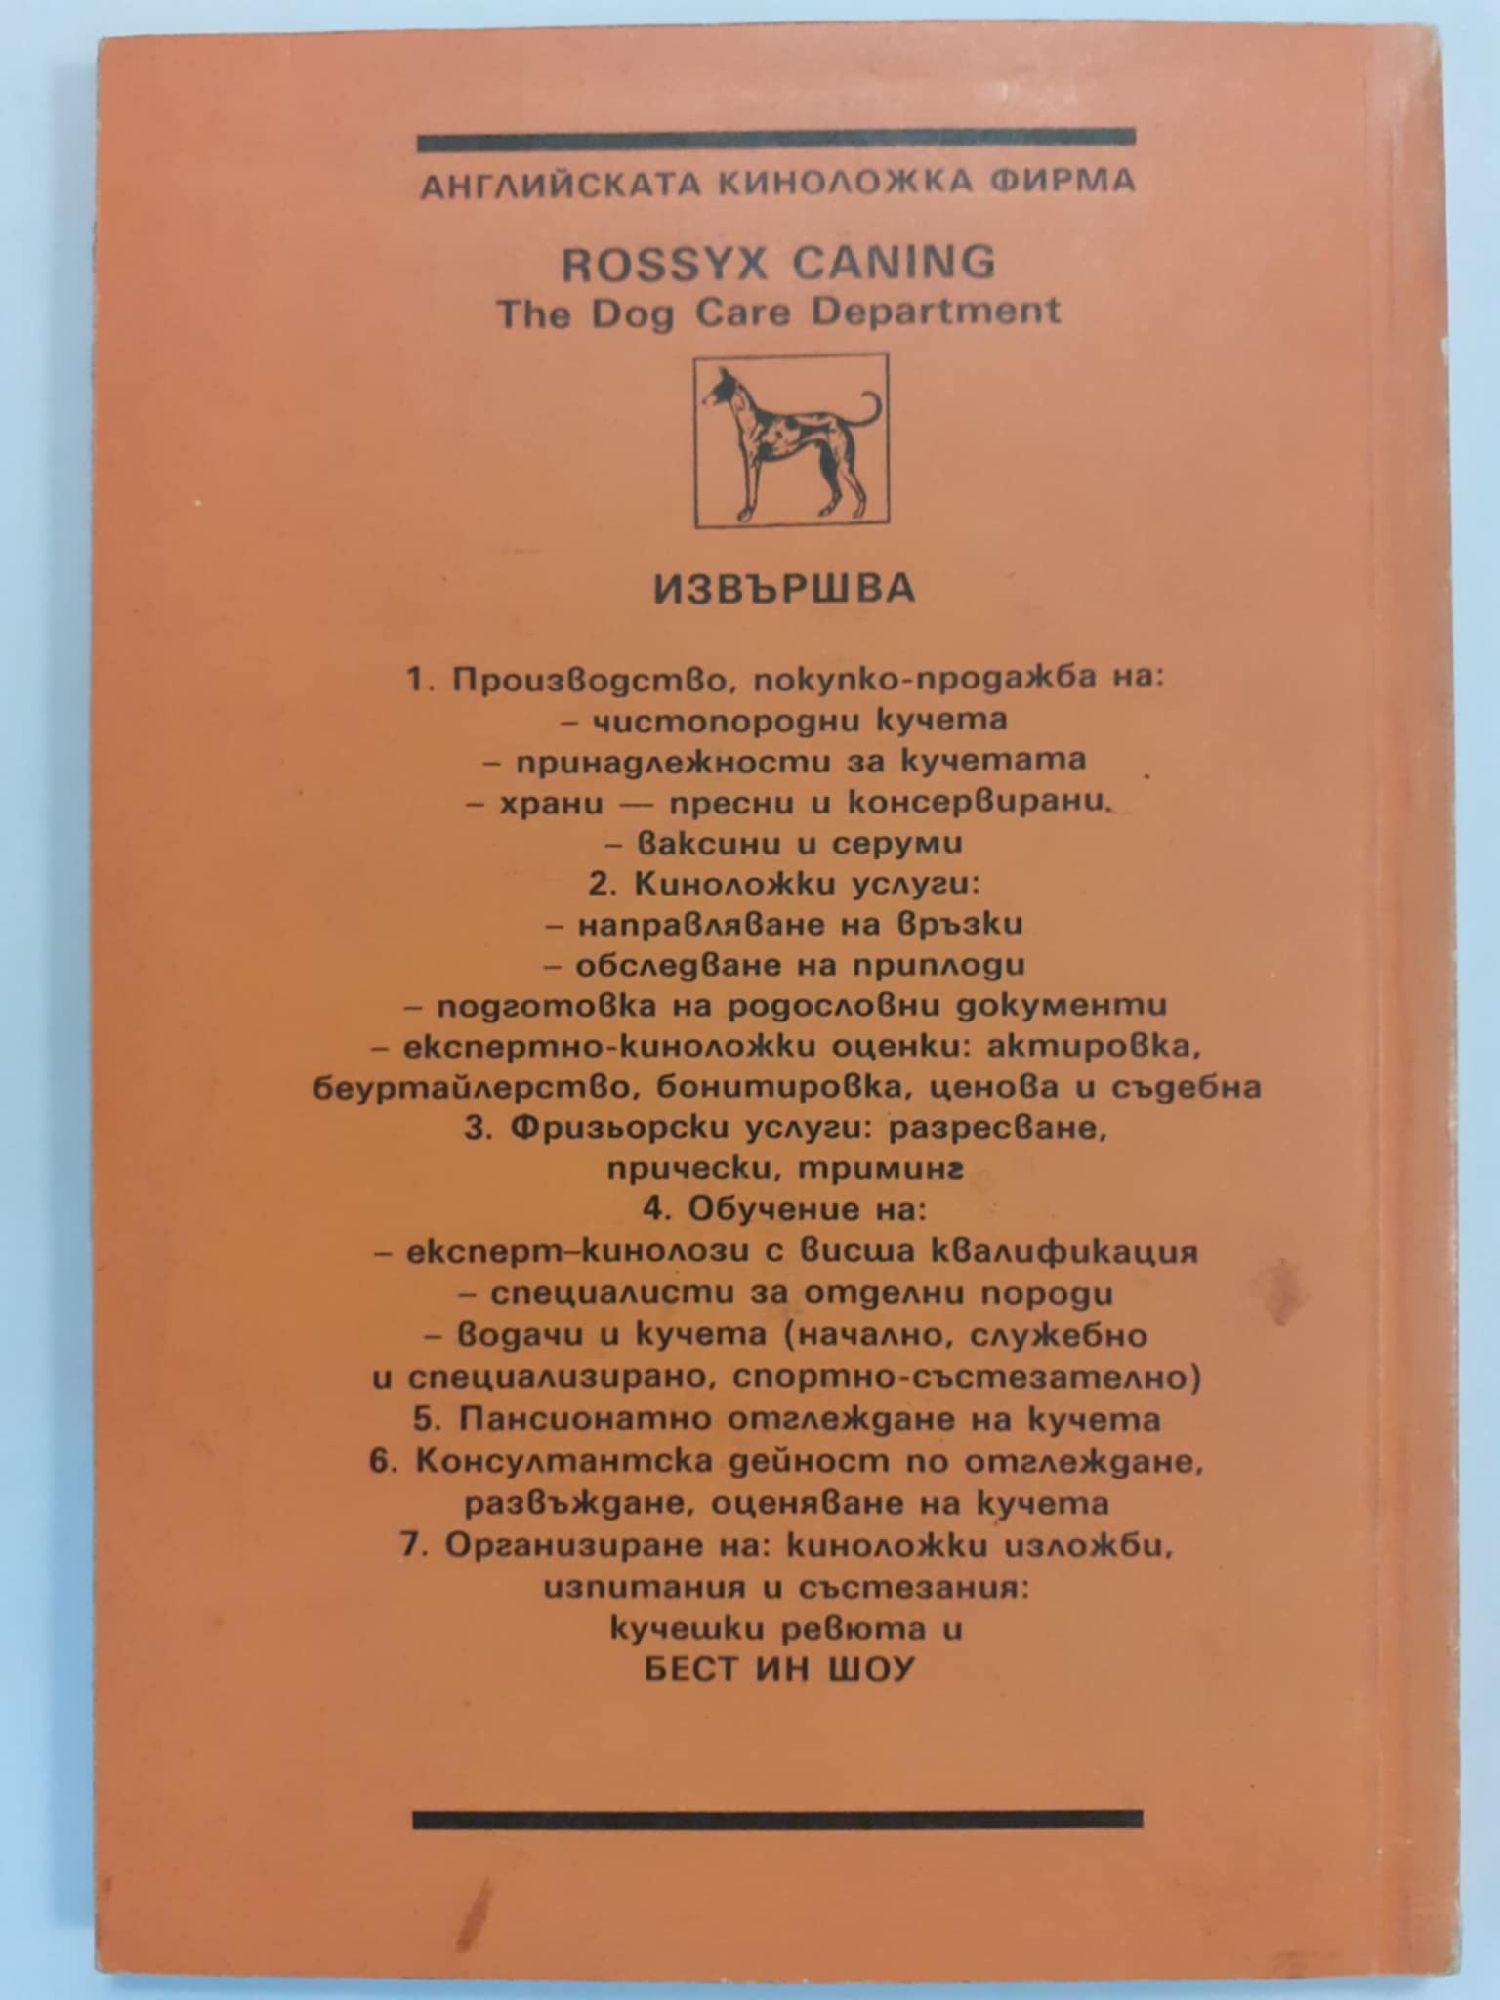 АНГЛИЙСКАТА КИНОЛОЖКА ФИРМА
ROSSYX CANING
The Dog Care Department
ИЗВЪРШВА
1. Производство, покупко-продажба на:
– чистопородни кучета
– принадлежности за кучетата
– храни — пресни и консервирани.
– ваксини и серуми
2. Киноложки услуги:
– направляване на връзки
– обследване на приплоди
– подготовка на родословни документи
– експертно-киноложки оценки: актировка,
беуртайлерство, бонитировка, ценова и съдебна
3. Фризьорски услуги: разресване,
прически, триминг
4. Обучение на:
– експерт–кинолози с висша квалификация
– специалисти за отделни породи
– водачи и кучета (начално, служебно
и специализирано, спортно-състезателно)
5. Пансионатно отглеждане на кучета
6. Консултантска дейност по отглеждане,
развъждане, оценяване на кучета
7. Организиране на: киноложки изложби,
изпитания и състезания:
кучешки ревюта и
БЕСТ ИН ШОУ